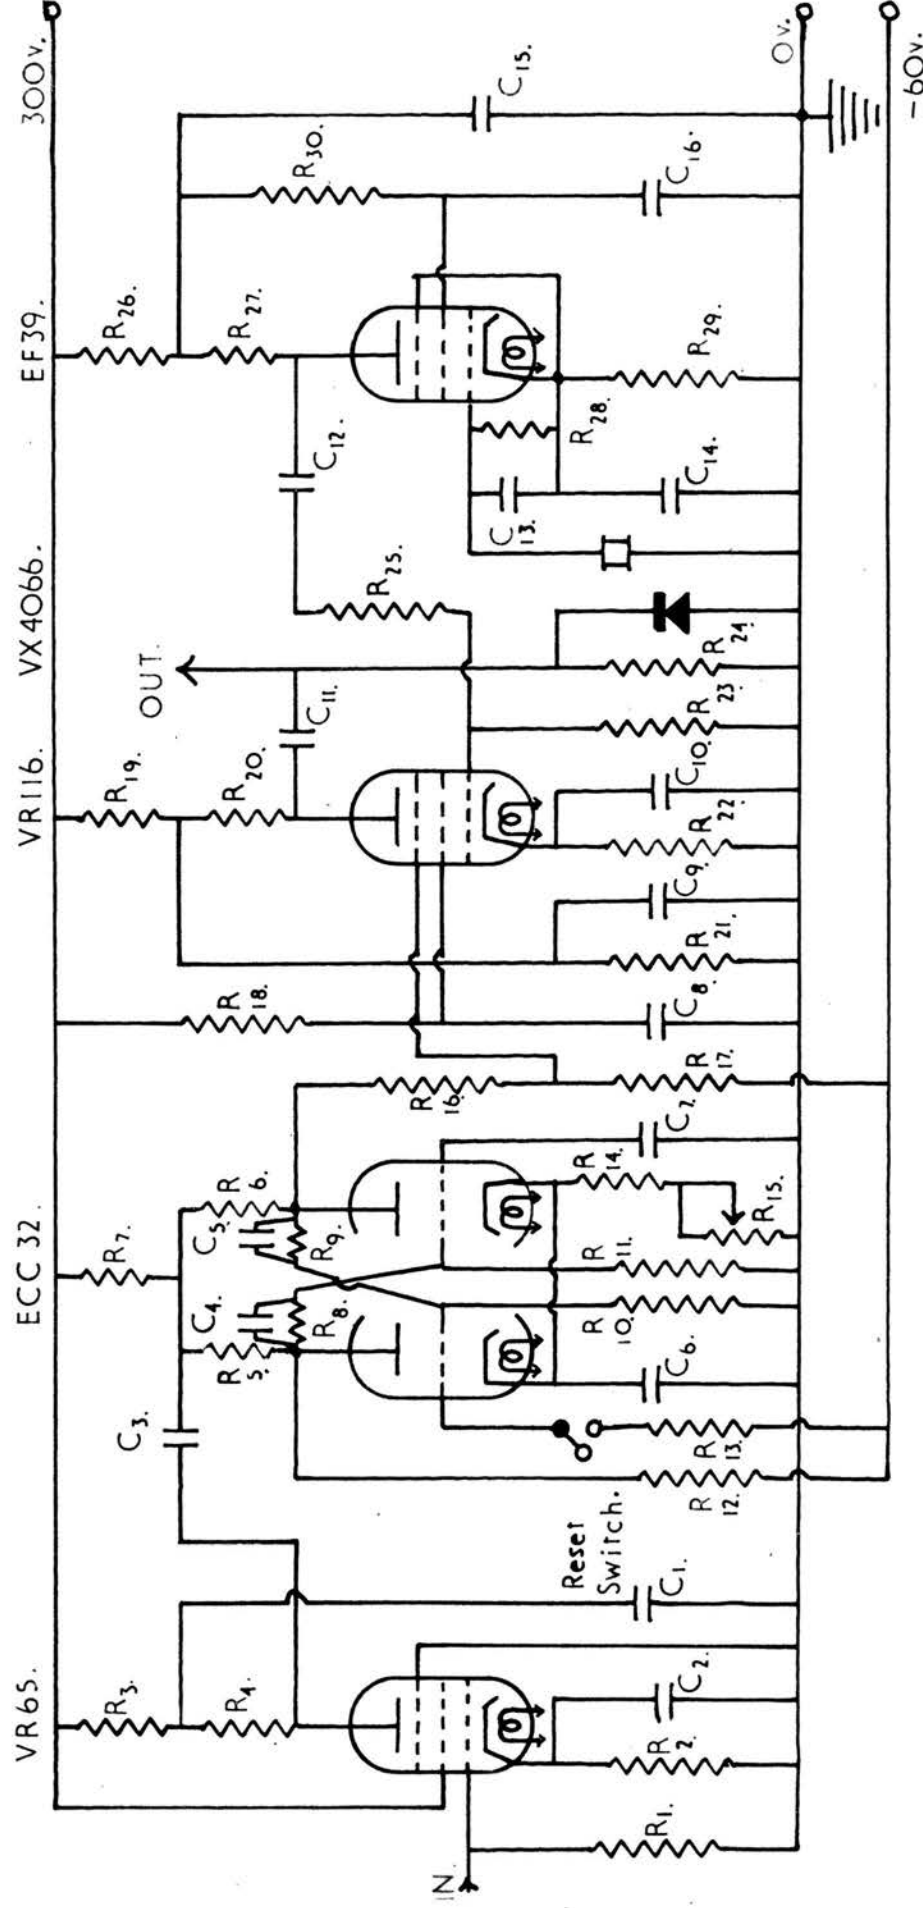 VR65. ECC 32. VR116. VX4066. EF39. 300v.
R3. C3. R7. R19. OUT. R26.
R4. R5. C4. C5. R6. R18. R20. C11. C12. R27. R30.
R8. R9. R25.
R16.
IN C13. C15.
Reset
Switch.
R28.
R1. R2. C2. C1. R12. R13. C6. R10. R11. R14. C7. R17. C8. R21. C9. R22. C10. R23. R24. C14. R29. C16.
R15.
0v.
-60v.